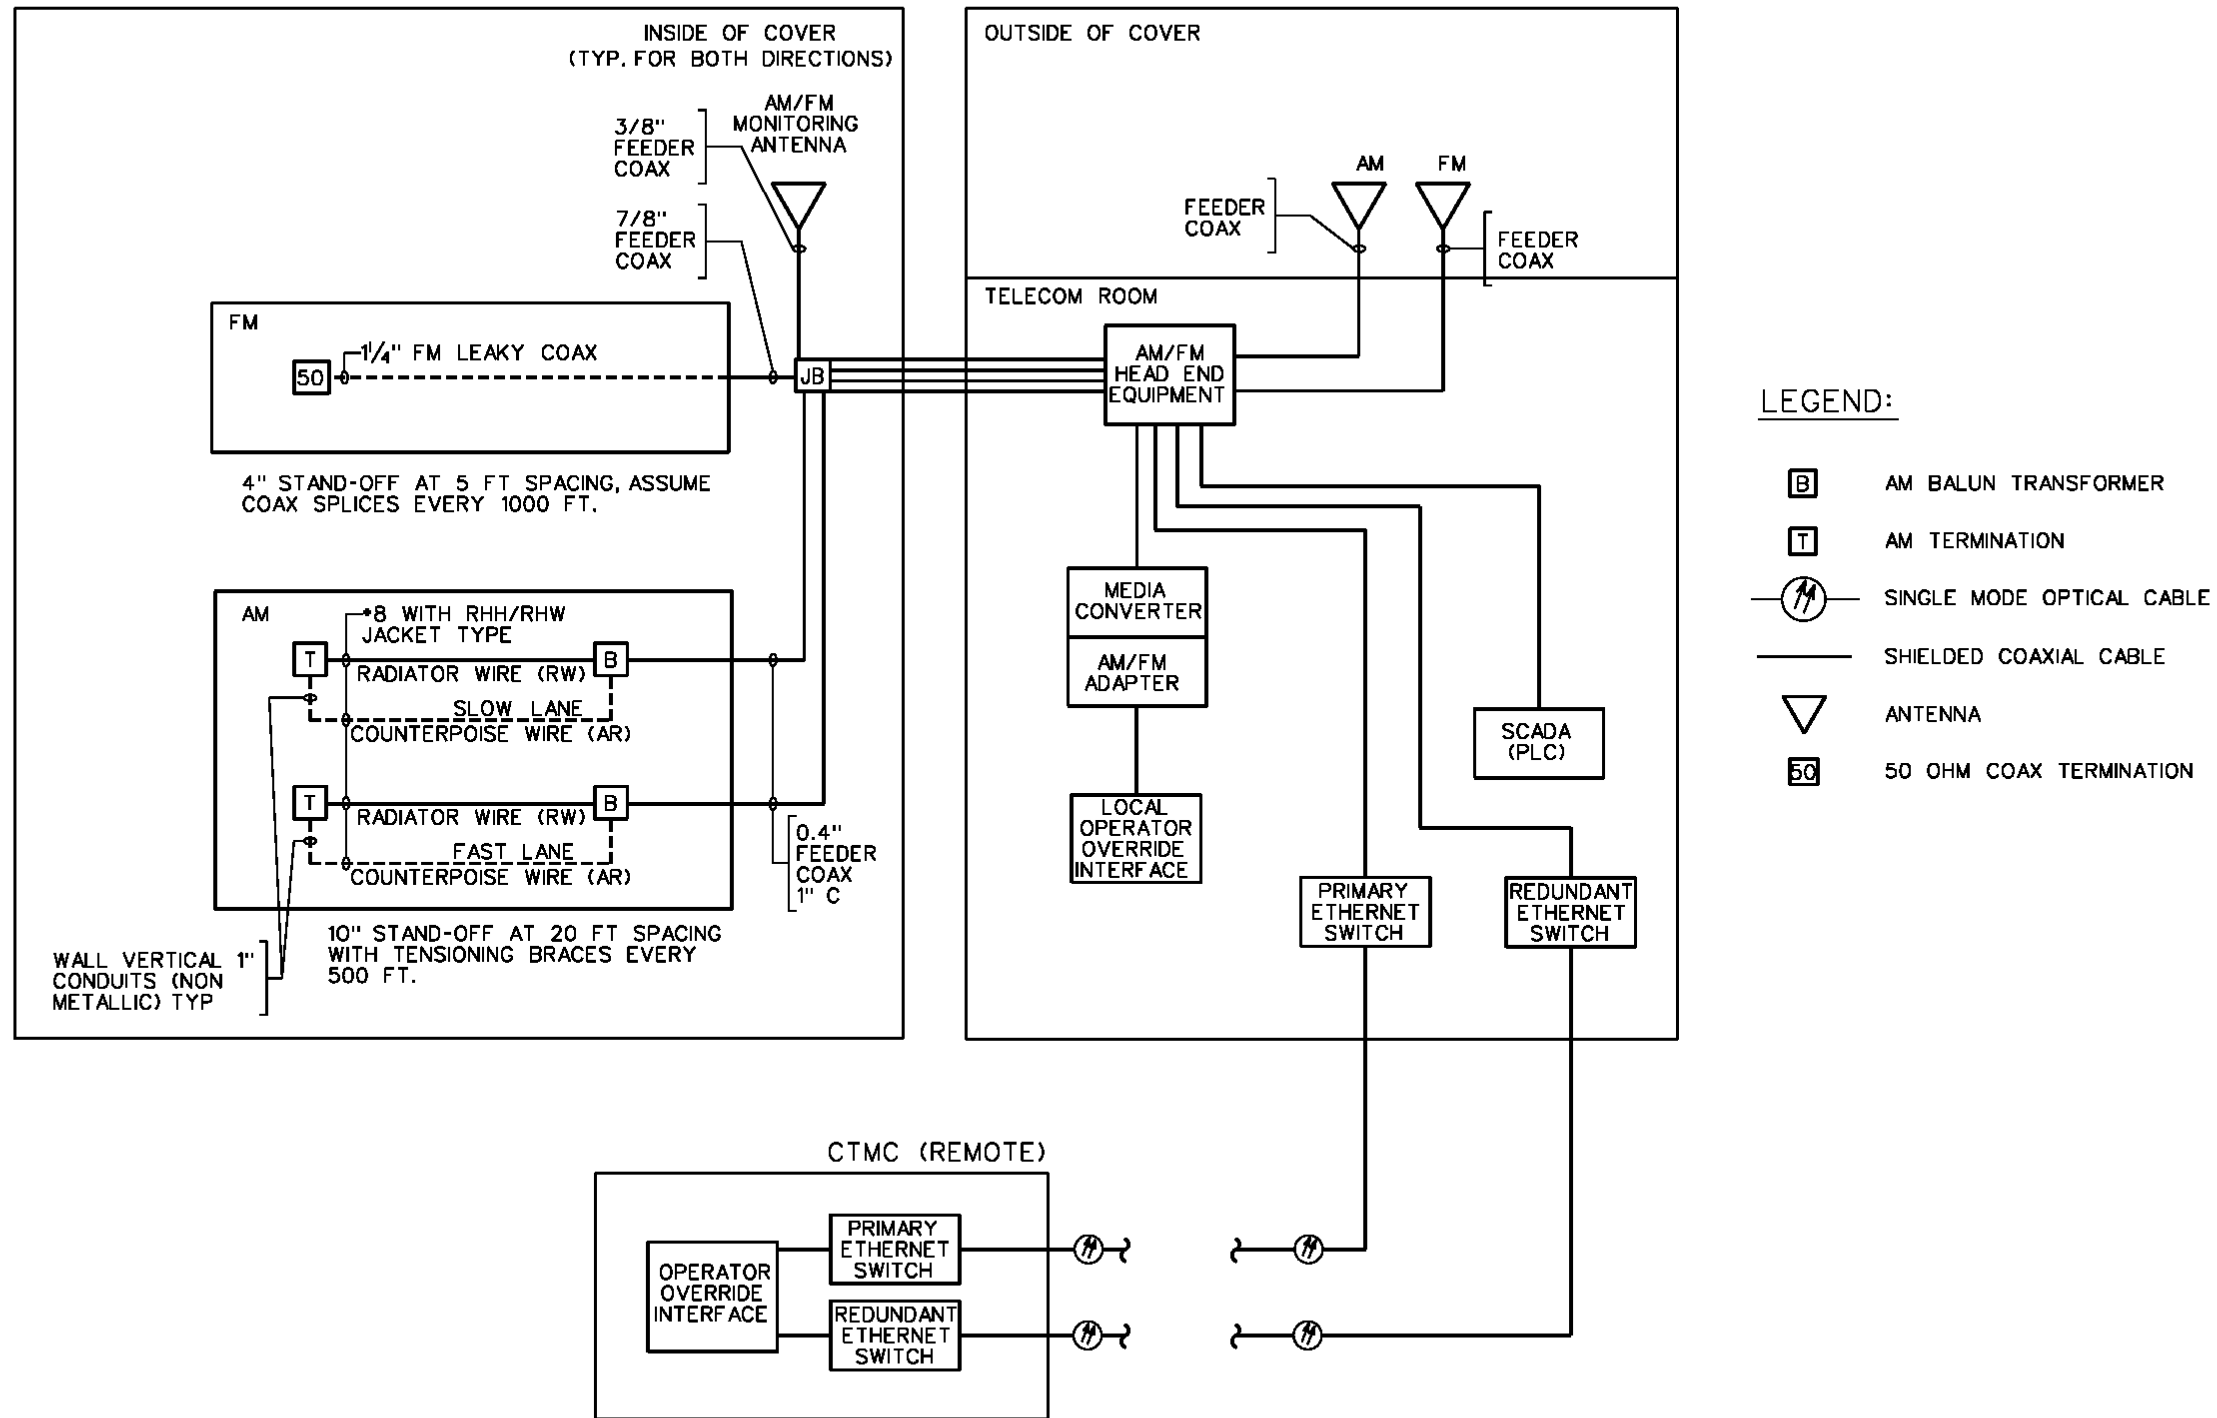 INSIDE OF COVER
(TYP. FOR BOTH DIRECTIONS)
AM/FM
MONITORING
ANTENNA
3/8"
FEEDER
COAX
7/8"
FEEDER
COAX
FM
50
1 1/4" FM LEAKY COAX
JB
4" STAND-OFF AT 5 FT SPACING, ASSUME
COAX SPLICES EVERY 1000 FT.
AM
*8 WITH RHH/RHW
JACKET TYPE
T
B
RADIATOR WIRE (RW)
SLOW LANE
COUNTERPOISE WIRE (AR)
T
B
RADIATOR WIRE (RW)
FAST LANE
COUNTERPOISE WIRE (AR)
0.4"
FEEDER
COAX
1" C
10" STAND-OFF AT 20 FT SPACING
WITH TENSIONING BRACES EVERY
500 FT.
WALL VERTICAL 1"
CONDUITS (NON
METALLIC) TYP
OUTSIDE OF COVER
AM
FM
FEEDER
COAX
FEEDER
COAX
TELECOM ROOM
AM/FM
HEAD END
EQUIPMENT
MEDIA
CONVERTER
AM/FM
ADAPTER
LOCAL
OPERATOR
OVERRIDE
INTERFACE
SCADA
(PLC)
PRIMARY
ETHERNET
SWITCH
REDUNDANT
ETHERNET
SWITCH
CTMC (REMOTE)
OPERATOR
OVERRIDE
INTERFACE
PRIMARY
ETHERNET
SWITCH
REDUNDANT
ETHERNET
SWITCH
LEGEND:
B AM BALUN TRANSFORMER
T AM TERMINATION
SINGLE MODE OPTICAL CABLE
SHIELDED COAXIAL CABLE
ANTENNA
50 50 OHM COAX TERMINATION